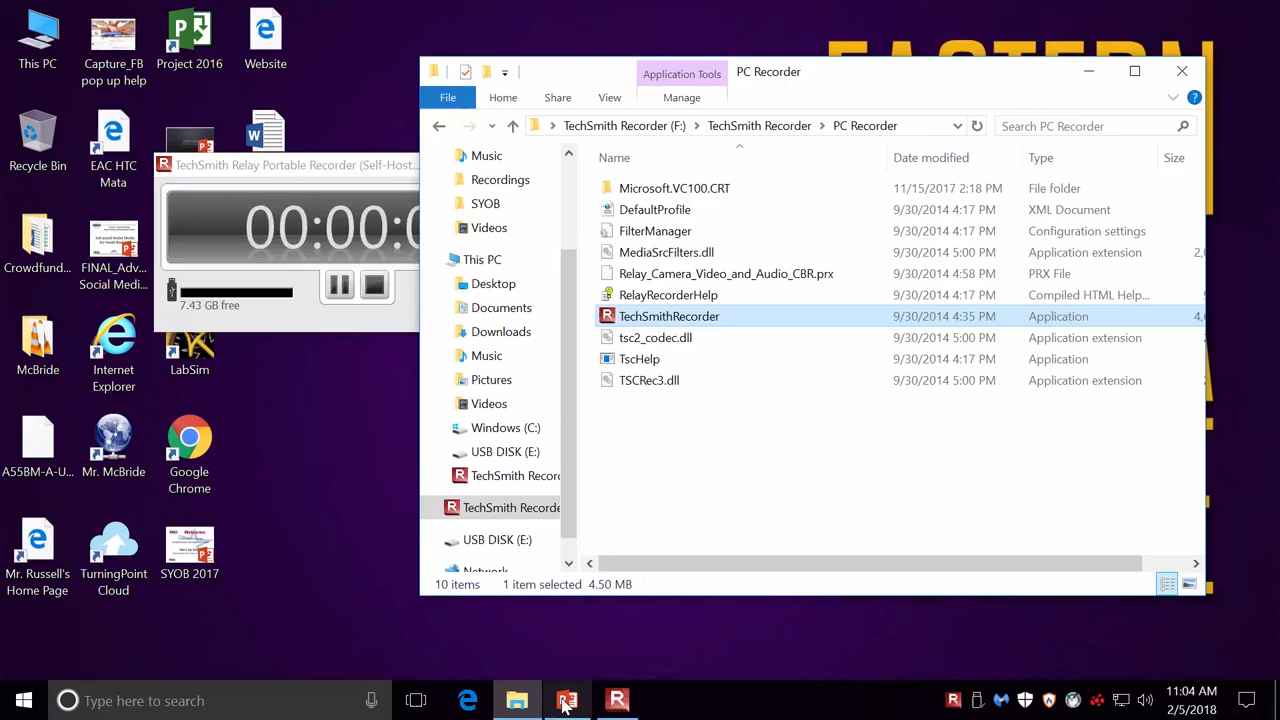 This PC
Capture_FB
pop up help
Project 2016
Website
Recycle Bin
EAC HTC
Mata
Crowdfund...
FINAL_Adv...
Social Medi...
McBride
Internet
Explorer
LabSim
A55BM-A-U...
Mr. McBride
Google
Chrome
Mr. Russell's
Home Page
TurningPoint
Cloud
SYOB 2017
TechSmith Relay Portable Recorder (Self-Host...
00:00:0
7.43 GB free
EASTERN
Application Tools
PC Recorder
File
Home
Share
View
Manage
TechSmith Recorder (F:)
TechSmith Recorder
PC Recorder
Search PC Recorder
Music
Recordings
SYOB
Videos
This PC
Desktop
Documents
Downloads
Music
Pictures
Videos
Windows (C:)
USB DISK (E:)
TechSmith Recor
TechSmith Recorde
USB DISK (E:)
Network
Name Date modified Type Size
Microsoft.VC100.CRT 11/15/2017 2:18 PM File folder
DefaultProfile 9/30/2014 4:17 PM XML Document
FilterManager 9/30/2014 4:17 PM Configuration settings
MediaSrcFilters.dll 9/30/2014 5:00 PM Application extension 2,0
Relay_Camera_Video_and_Audio_CBR.prx 9/30/2014 4:58 PM PRX File
RelayRecorderHelp 9/30/2014 4:17 PM Compiled HTML Help...
TechSmithRecorder 9/30/2014 4:35 PM Application 4,
tsc2_codec.dll 9/30/2014 5:00 PM Application extension
TscHelp 9/30/2014 4:17 PM Application
TSCRec3.dll 9/30/2014 5:00 PM Application extension
10 items 1 item selected 4.50 MB
Type here to search
11:04 AM
2/5/2018